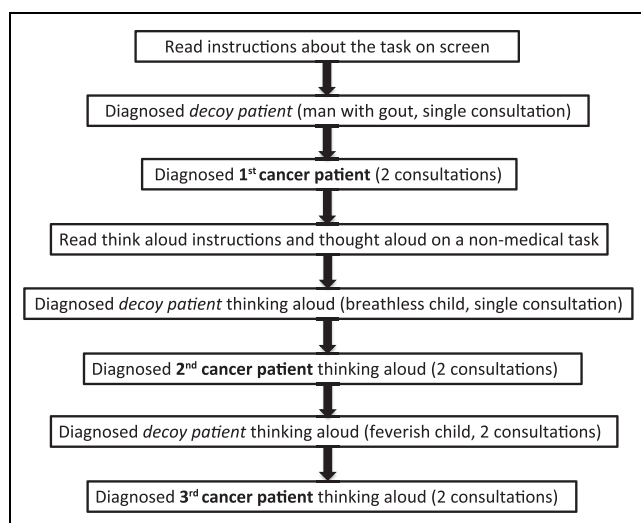 Read instructions about the task on screen
Diagnosed decoy patient (man with gout, single consultation)
Diagnosed 1st cancer patient (2 consultations)
Read think aloud instructions and thought aloud on a non-medical task
Diagnosed decoy patient thinking aloud (breathless child, single consultation)
Diagnosed 2nd cancer patient thinking aloud (2 consultations)
Diagnosed decoy patient thinking aloud (feverish child, 2 consultations)
Diagnosed 3rd cancer patient thinking aloud (2 consultations)